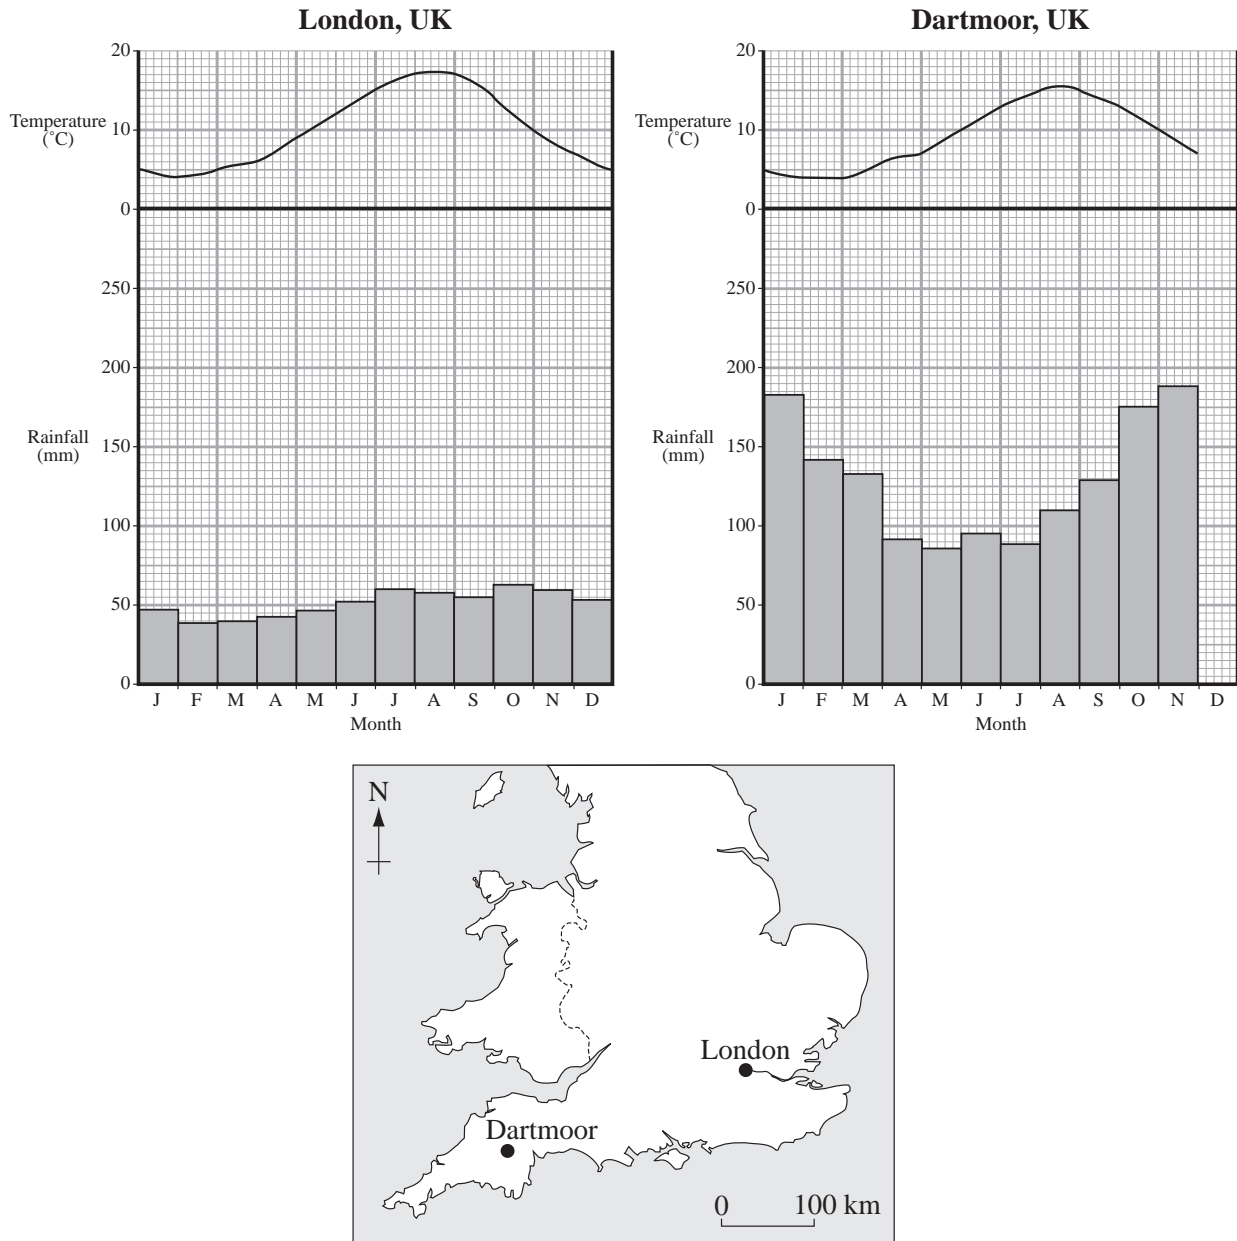 London, UK
20
Temperature
(˚C)
10
0
250
200
Rainfall
(mm)
150
100
50
0
J F M A M J J A S O N D
Month
Dartmoor, UK
20
Temperature
(˚C)
10
0
250
200
Rainfall
(mm)
150
100
50
0
J F M A M J J A S O N D
Month
N
London
Dartmoor
0 100 km